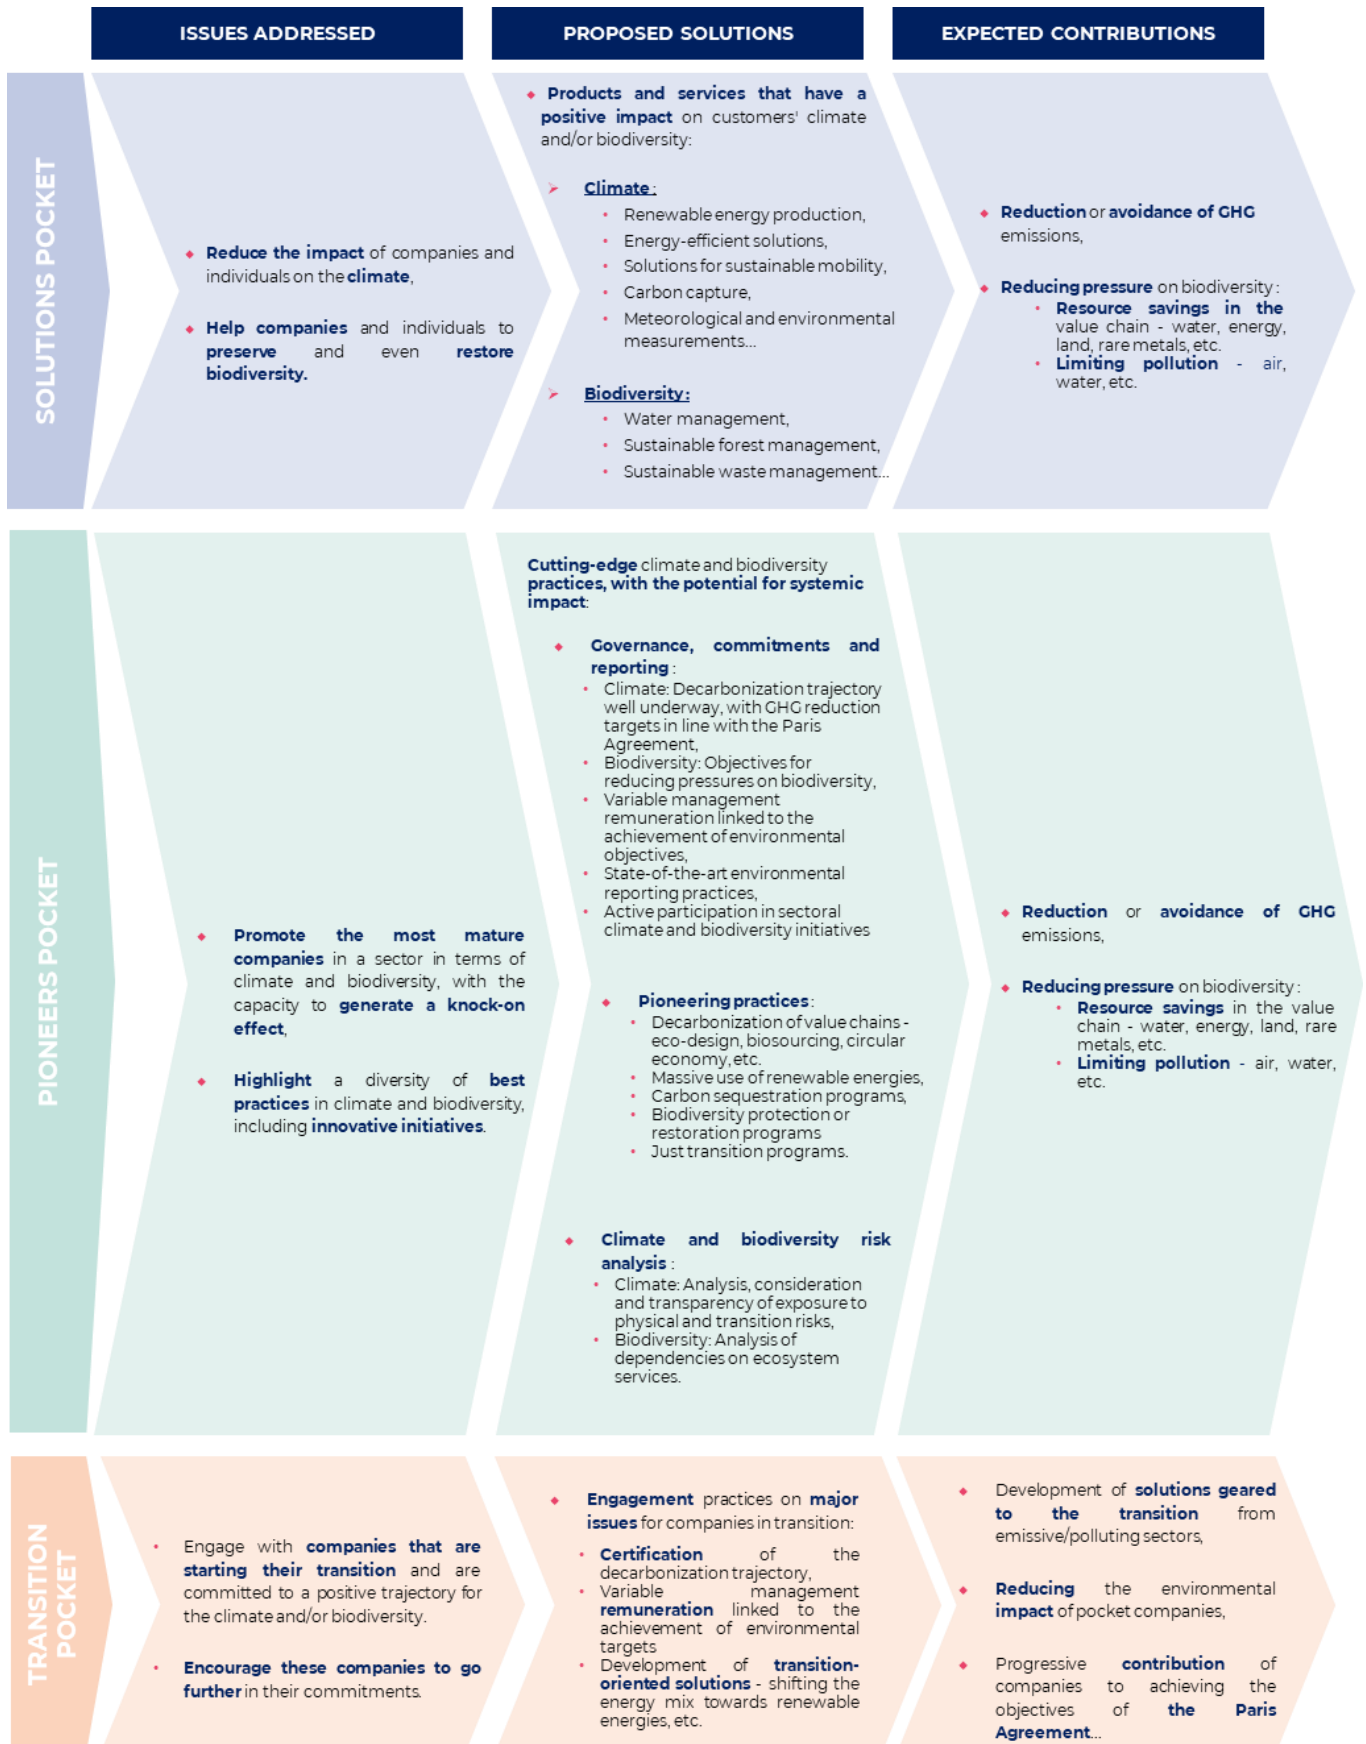 ISSUES ADDRESSED
PROPOSED SOLUTIONS
EXPECTED CONTRIBUTIONS
SOLUTIONS POCKET
Reduce the impact of companies and
individuals on the climate,
Help companies and individuals to
preserve and even restore
biodiversity.
Products and services that have a
positive impact on customers' climate
and/or biodiversity:
Climate:
Renewable energy production,
Energy-efficient solutions,
Solutions for sustainable mobility,
Carbon capture,
Meteorological and environmental
measurements...
Biodiversity:
Water management,
Sustainable forest management,
Sustainable waste management...
Reduction or avoidance of GHG
emissions,
Reducing pressure on biodiversity:
Resource savings in the
value chain - water, energy,
land, rare metals, etc.
Limiting pollution - air,
water, etc.
PIONEERS POCKET
Promote the most mature
companies in a sector in terms of
climate and biodiversity, with the
capacity to generate a knock-on
effect,
Highlight a diversity of best
practices in climate and biodiversity,
including innovative initiatives.
Cutting-edge climate and biodiversity
practices, with the potential for systemic
impact:
Governance, commitments and
reporting :
Climate: Decarbonization trajectory
well underway, with GHG reduction
targets in line with the Paris
Agreement,
Biodiversity: Objectives for
reducing pressures on biodiversity,
Variable management
remuneration linked to the
achievement of environmental
objectives,
State-of-the-art environmental
reporting practices,
Active participation in sectoral
climate and biodiversity initiatives
Pioneering practices :
Decarbonization of value chains -
eco-design, biosourcing, circular
economy, etc.
Massive use of renewable energies,
Carbon sequestration programs,
Biodiversity protection or
restoration programs
Just transition programs.
Climate and biodiversity risk
analysis :
Climate: Analysis, consideration
and transparency of exposure to
physical and transition risks,
Biodiversity: Analysis of
dependencies on ecosystem
services.
Reduction or avoidance of GHG
emissions,
Reducing pressure on biodiversity :
Resource savings in the value
chain - water, energy, land, rare
metals, etc.
Limiting pollution - air, water,
etc.
TRANSITION
POCKET
Engage with companies that are
starting their transition and are
committed to a positive trajectory for
the climate and/or biodiversity.
Encourage these companies to go
further in their commitments.
Engagement practices on major
issues for companies in transition:
Certification of the
decarbonization trajectory,
Variable management
remuneration linked to the
achievement of environmental
targets
Development of transition-
oriented solutions - shifting the
energy mix towards renewable
energies, etc.
Development of solutions geared
to the transition from
emissive/polluting sectors,
Reducing the environmental
impact of pocket companies,
Progressive contribution of
companies to achieving the
objectives of the Paris
Agreement...